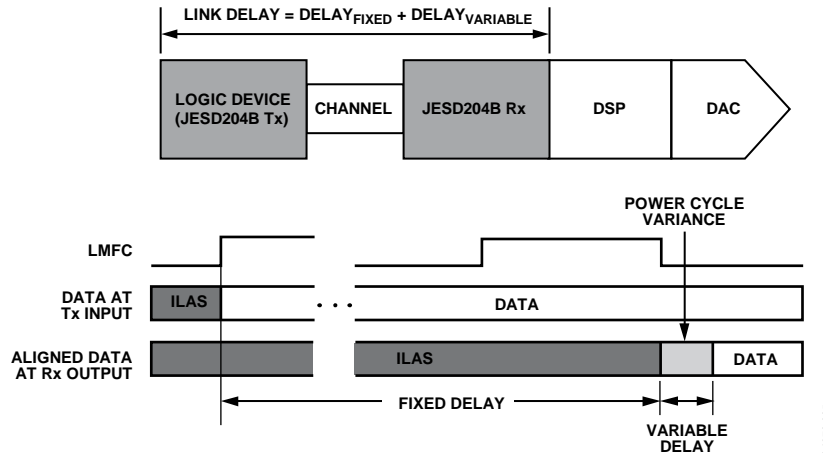 LINK DELAY = DELAYFIXED + DELAYVARIABLE
LOGIC DEVICE
(JESD204B Tx)
CHANNEL
JESD204B Rx
DSP
DAC
POWER CYCLE
VARIANCE
LMFC
DATA AT
Tx INPUT
ILAS
DATA
ALIGNED DATA
AT Rx OUTPUT
ILAS
DATA
FIXED DELAY
VARIABLE
DELAY